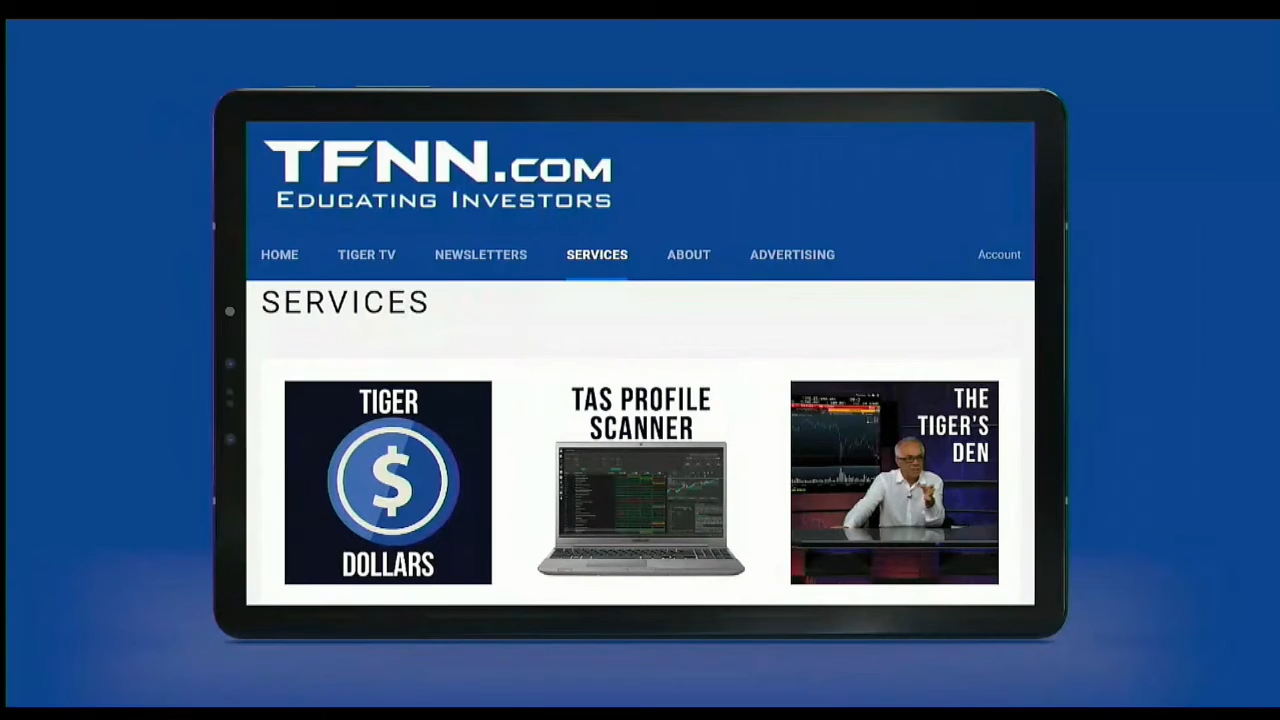 TFNN.COM
EDUCATING INVESTORS
HOME TIGER TV NEWSLETTERS SERVICES ABOUT ADVERTISING Account
SERVICES
TIGER
$
DOLLARS
TAS PROFILE
SCANNER
THE
TIGER'S
DEN